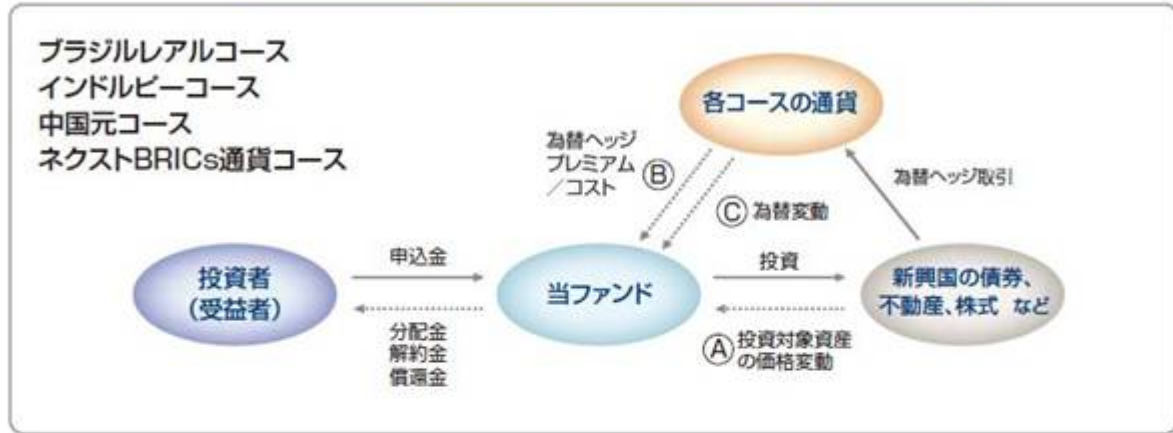 ブラジルレアルコース
インドルピーコース
中国元コース
ネクストBRICs通貨コース
各コースの通貨
為替ヘッジ
プレミアム
／コスト
Ⓑ
Ⓒ 為替変動
為替ヘッジ取引
投資者
（受益者）
申込金
分配金
解約金
償還金
当ファンド
投資
Ⓐ 投資対象資産
の価格変動
新興国の債券、
不動産、株式 など